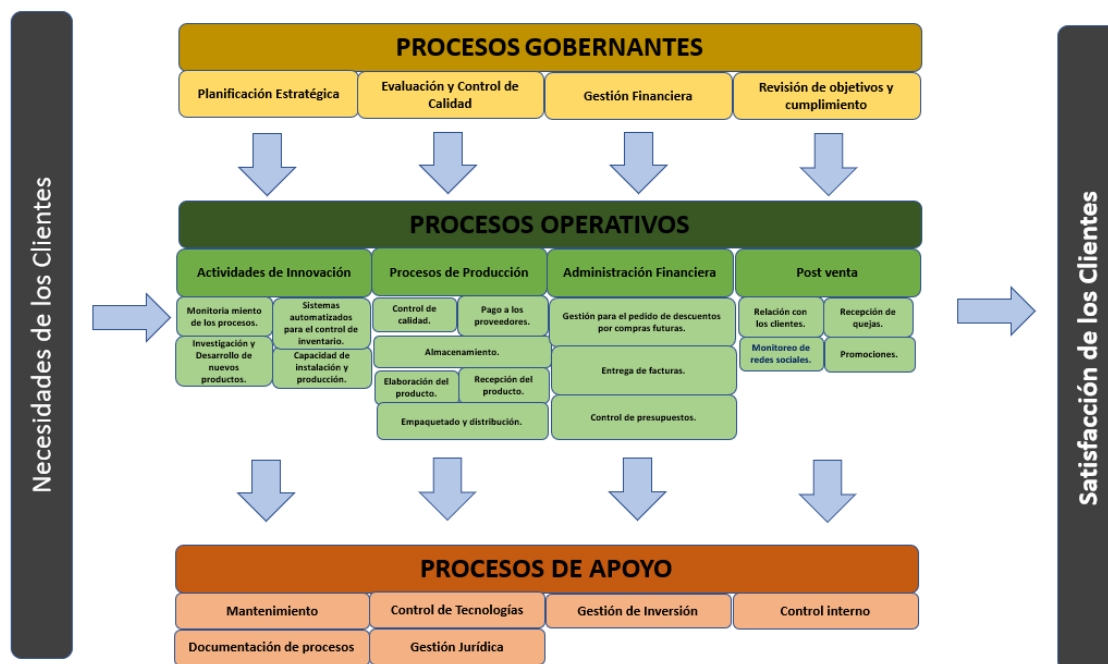 Necesidades de los Clientes
PROCESOS GOBERNANTES
Planificación Estratégica
Evaluación y Control de
Calidad
Gestión Financiera
Revisión de objetivos y
cumplimiento
PROCESOS OPERATIVOS
Actividades de Innovación
Monitoria miento
de los procesos.
Sistemas
automatizados
para el control de
inventario.
Investigación y
Desarrollo de
nuevos
productos.
Capacidad de
instalación y
producción.
Procesos de Producción
Control de
calidad.
Pago a los
proveedores.
Almacenamiento.
Elaboración del
producto.
Recepción del
producto.
Empaquetado y distribución.
Administración Financiera
Gestión para el pedido de descuentos
por compras futuras.
Entrega de facturas.
Control de presupuestos.
Post venta
Relación con
los clientes.
Recepción de
quejas.
Monitoreo de
redes sociales.
Promociones.
PROCESOS DE APOYO
Mantenimiento
Control de Tecnologías
Gestión de Inversión
Control interno
Documentación de procesos
Gestión Jurídica
Satisfacción de los Clientes